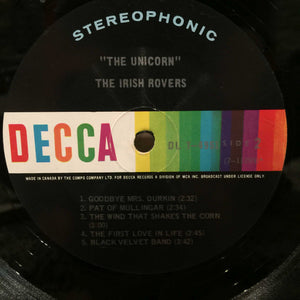 STEREOPHONIC
"THE UNICORN"
THE IRISH ROVERS
DECCA
SIDE 2
MADE IN CANADA BY THE COMPO COMPANY LTD. FOR DECCA RECORDS A DIVISION OF MCA INC. BROADCAST UNDER LICENSE ONLY.
1. GOODBYE MRS. DURKIN (2:32)
2. PAT OF MULLINGAR (2:34)
3. THE WIND THAT SHAKES THE CORN
(3:00)
4. THE FIRST LOVE IN LIFE (2:45)
5. BLACK VELVET BAND (3:42)